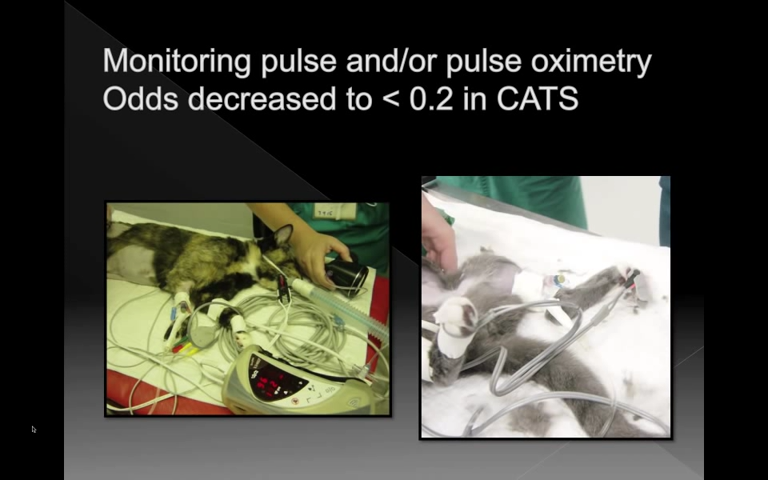 Monitoring pulse and/or pulse oximetry
Odds decreased to < 0.2 in CATS